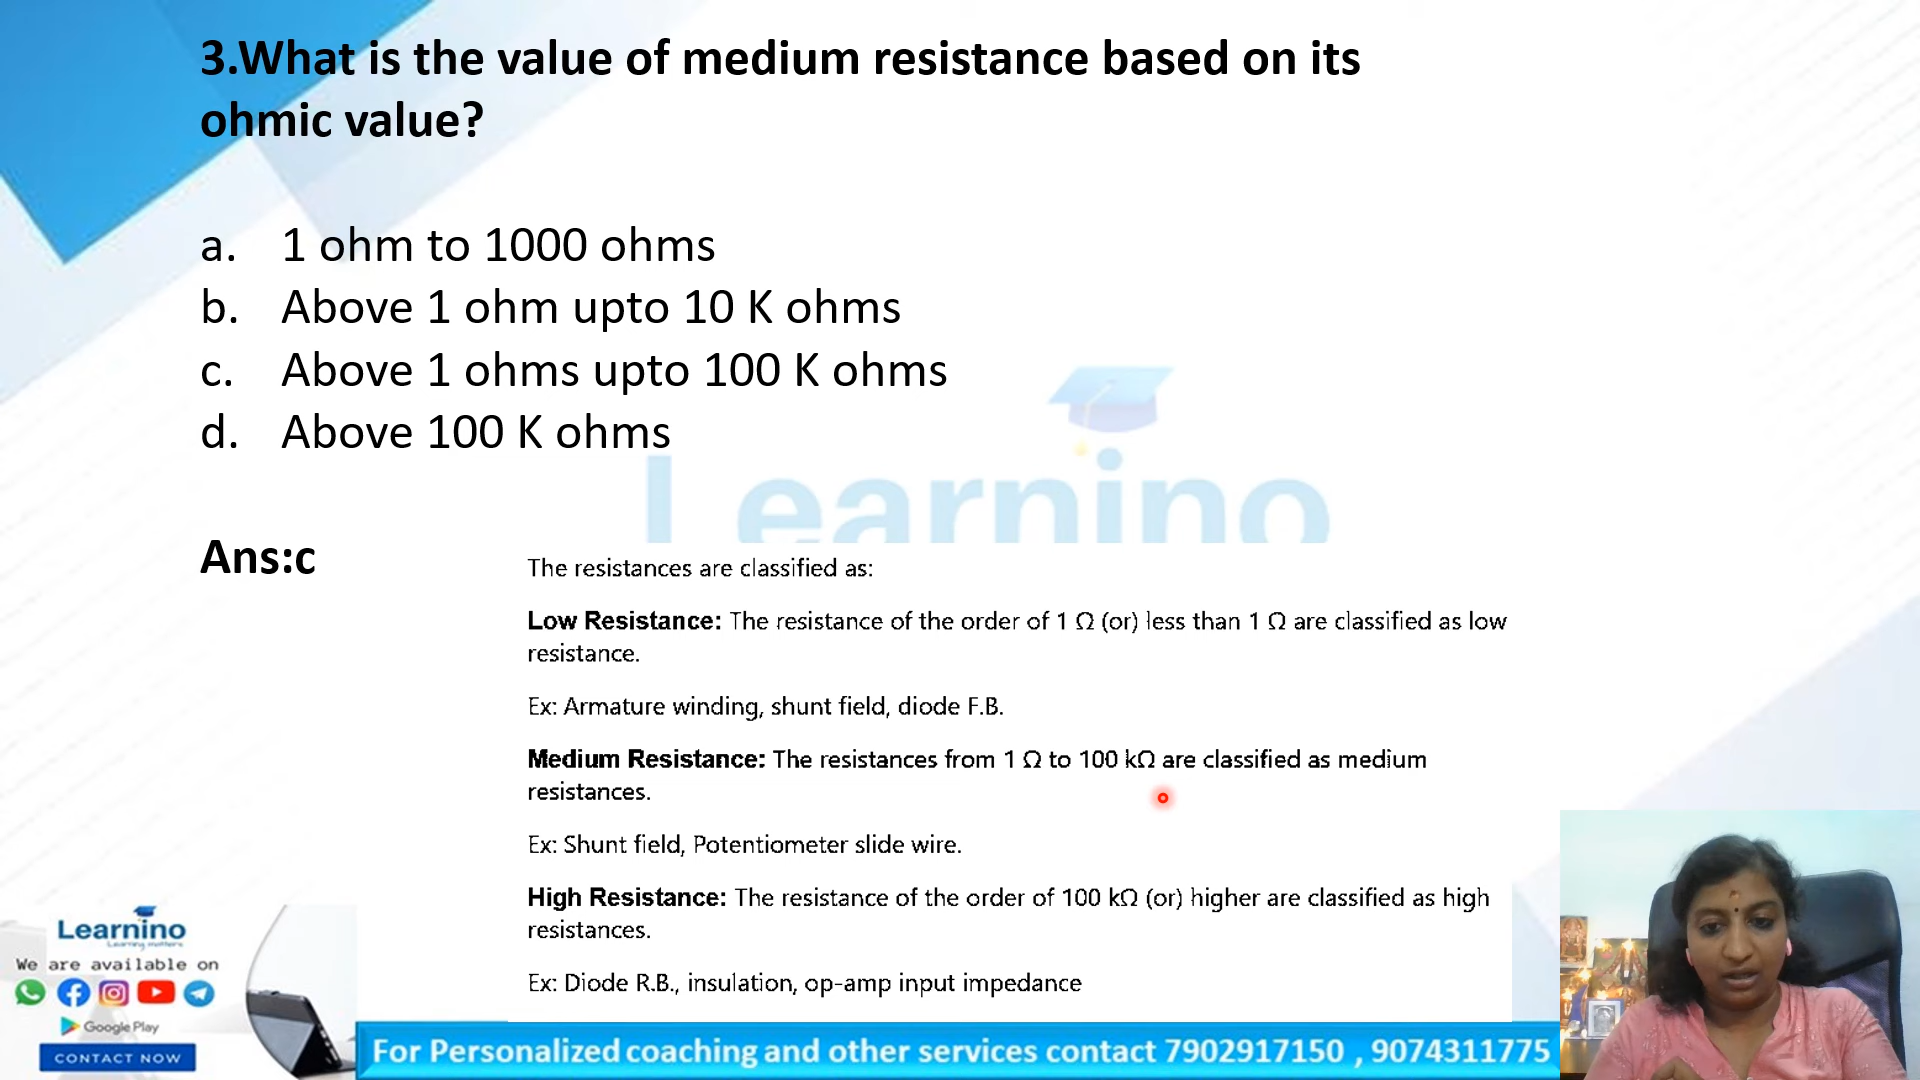 3.What is the value of medium resistance based on its
ohmic value?
a. 1 ohm to 1000 ohms
b. Above 1 ohm upto 10 K ohms
c. Above 1 ohms upto 100 K ohms
d. Above 100 K ohms
Learnino
Ans:c
The resistances are classified as:
Low Resistance: The resistance of the order of 1 Ω (or) less than 1 Ω are classified as low
resistance.
Ex: Armature winding, shunt field, diode F.B.
Medium Resistance: The resistances from 1 Ω to 100 kΩ are classified as medium
resistances.
Ex: Shunt field, Potentiometer slide wire.
High Resistance: The resistance of the order of 100 kΩ (or) higher are classified as high
resistances.
Ex: Diode R.B., insulation, op-amp input impedance
Learnino
Learning matters
We are available on
Google Play
CONTACT NOW
For Personalized coaching and other services contact 7902917150 , 9074311775